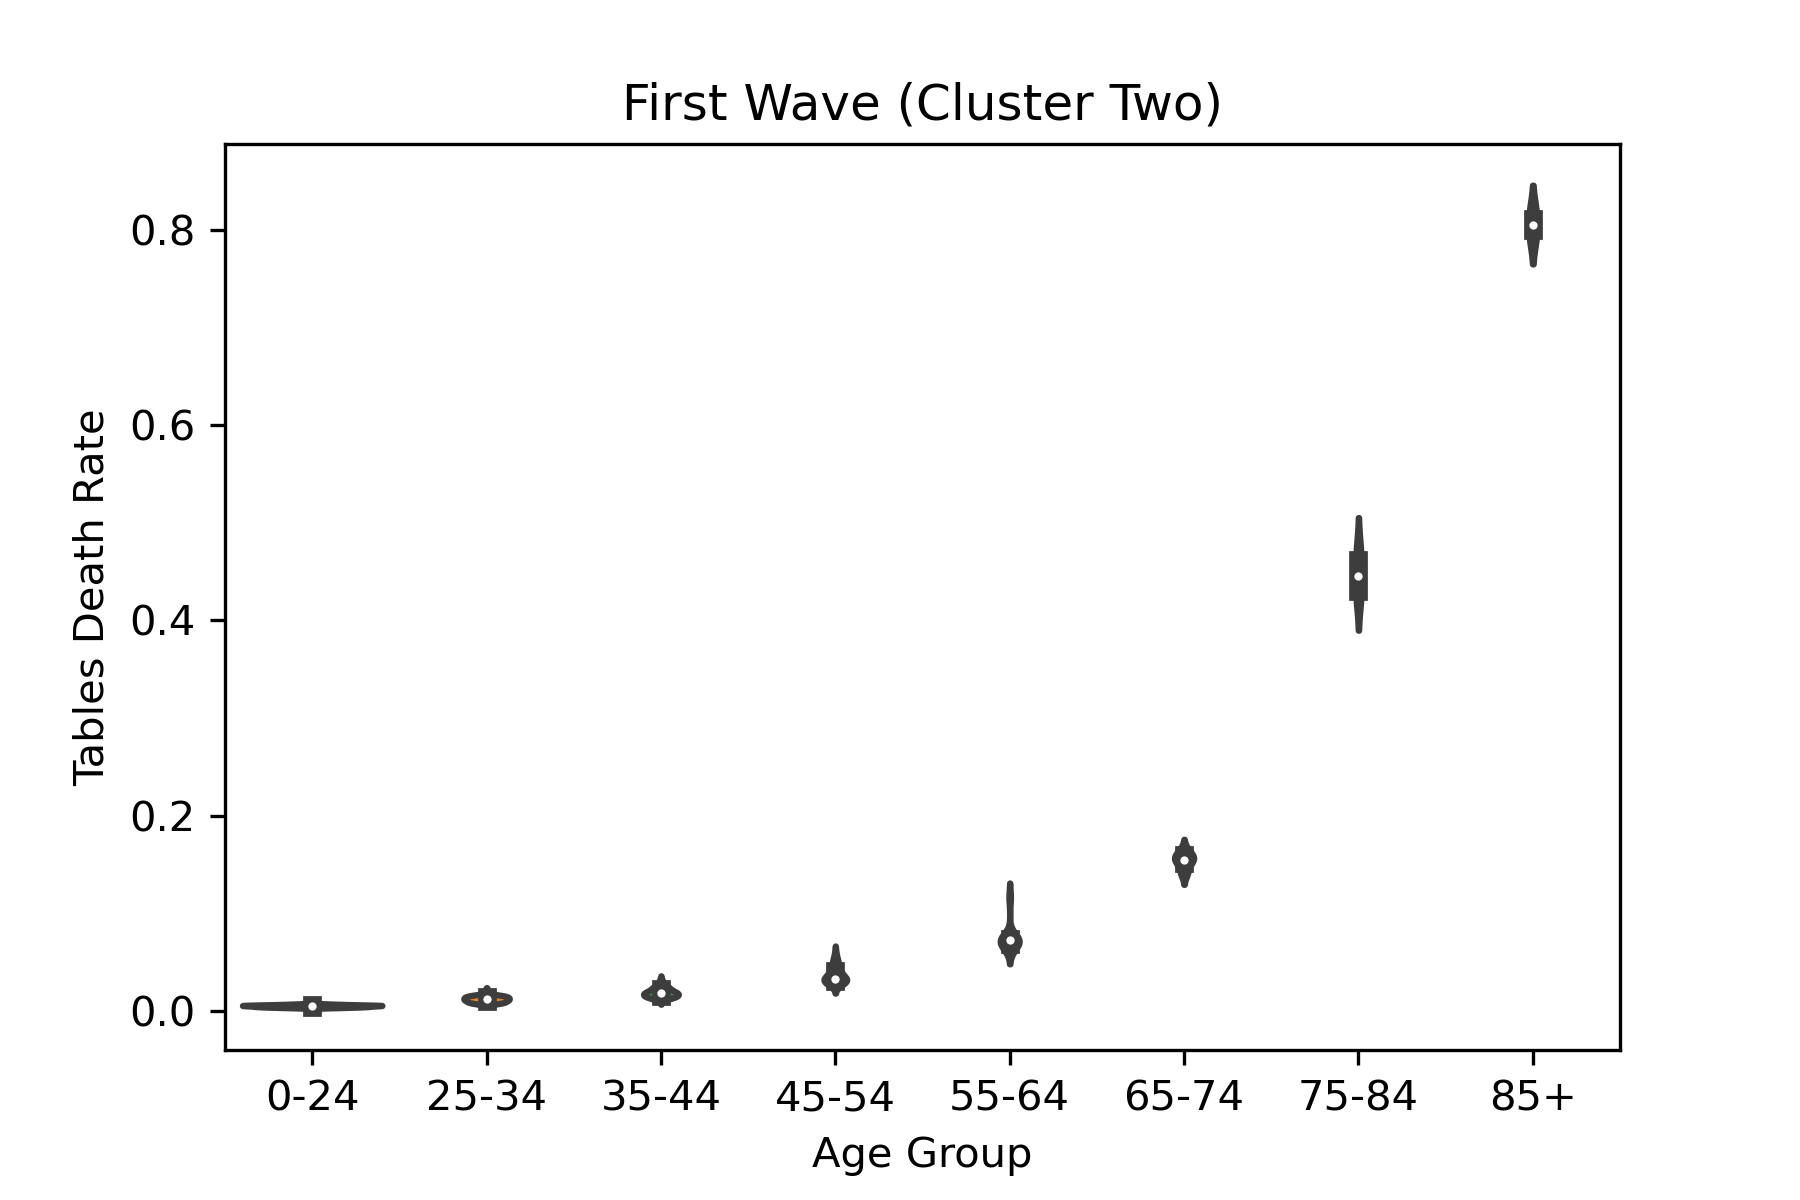 First Wave (Cluster Two)
Tables Death Rate
0.8
0.6
0.4
0.2
0.0
0-24 25-34 35-44 45-54 55-64 65-74 75-84 85+
Age Group